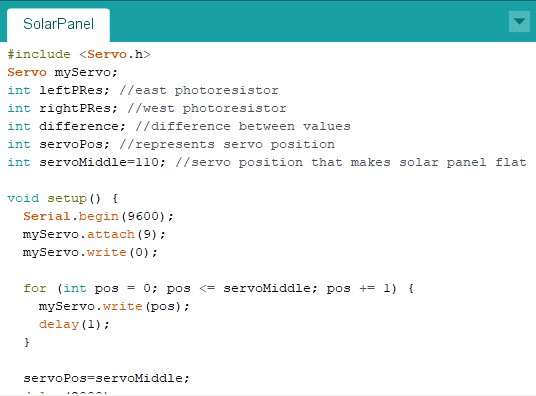 SolarPanel
#include <Servo.h>
Servo myServo;
int leftPRes; //east photoresistor
int rightPRes; //west photoresistor
int difference; //difference between values
int servoPos; //represents servo position
int servoMiddle=110; //servo position that makes solar panel flat
void setup() {
Serial.begin(9600);
myServo.attach(9);
myServo.write(0);
for (int pos = 0; pos <= servoMiddle; pos += 1) {
myServo.write(pos);
delay(1);
}
servoPos=servoMiddle;